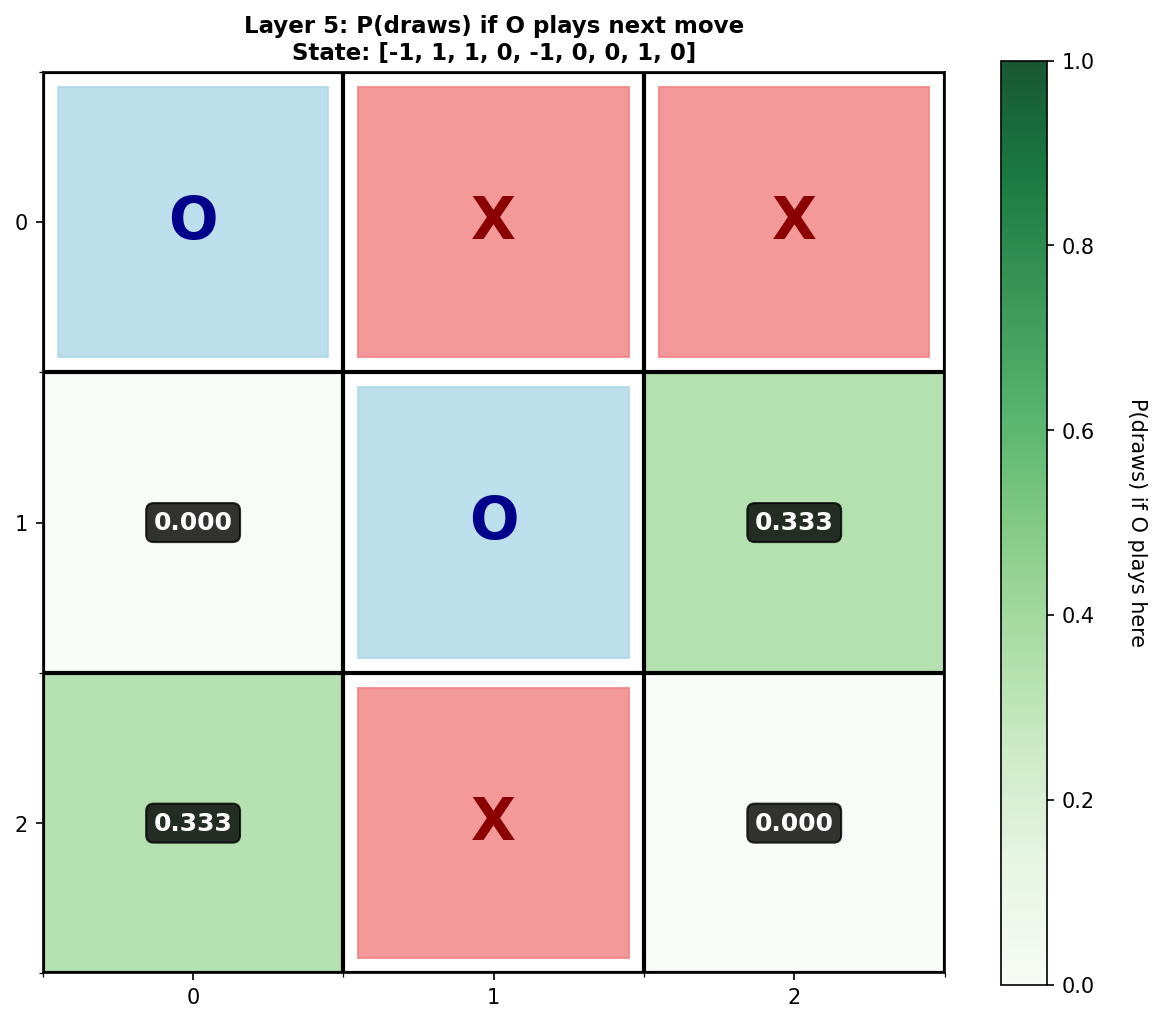 Layer 5: P(draws) if O plays next move
State: [-1, 1, 1, 0, -1, 0, 0, 1, 0]
0
O
X
X
1
0.000
O
0.333
2
0.333
X
0.000
0
1
2
1.0
0.8
0.6
0.4
0.2
0.0
P(draws) if O plays here